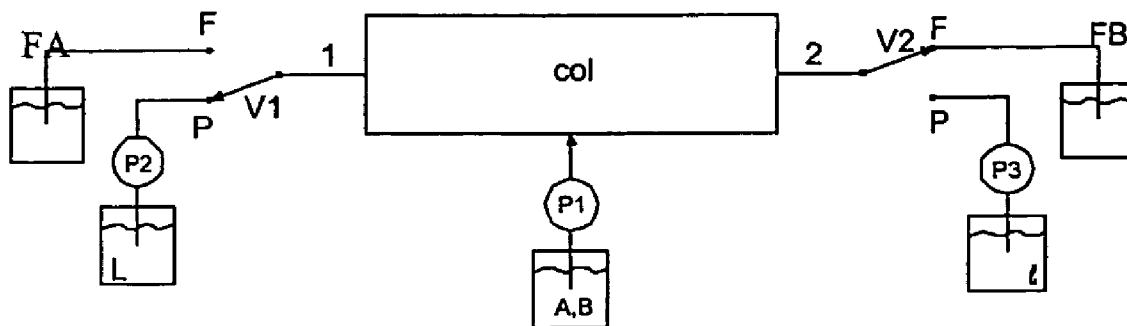 FA F 1 col 2 V2 F FB
P V1 P
P2 P1 P3
L A,B ℓ